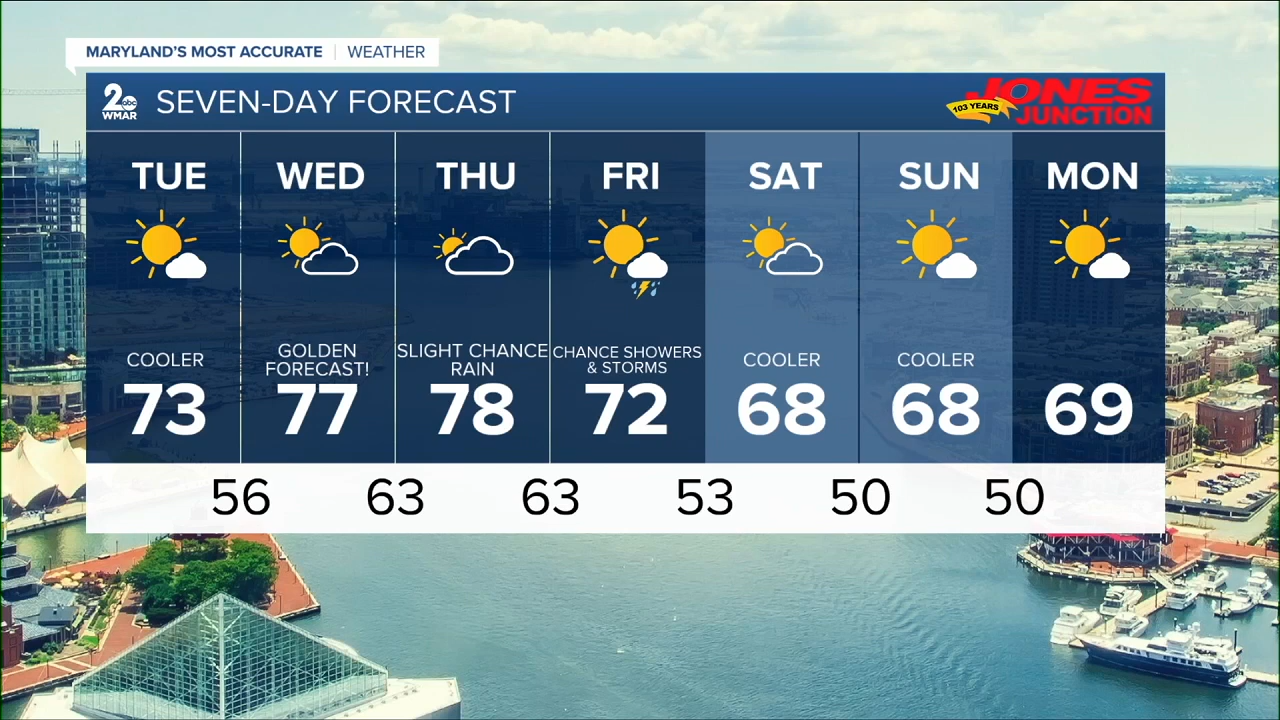 MARYLAND'S MOST ACCURATE | WEATHER
2 abc
WMAR
SEVEN-DAY FORECAST
103 YEARS
JONES
JUNCTION
TUE WED THU FRI SAT SUN MON
COOLER
GOLDEN
FORECAST!
SLIGHT CHANCE
RAIN
CHANCE SHOWERS
& STORMS
COOLER
COOLER
73 77 78 72 68 68 69
56 63 63 53 50 50